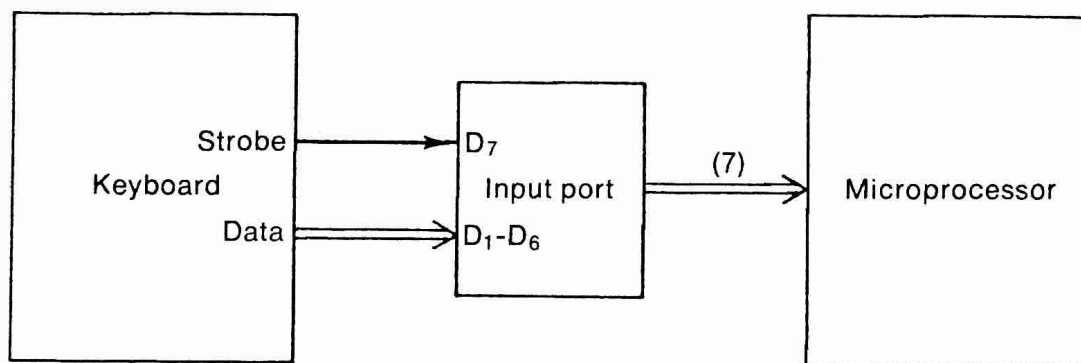 Strobe
Keyboard
Data
D₇
Input port
D₁-D₆
(7)
Microprocessor